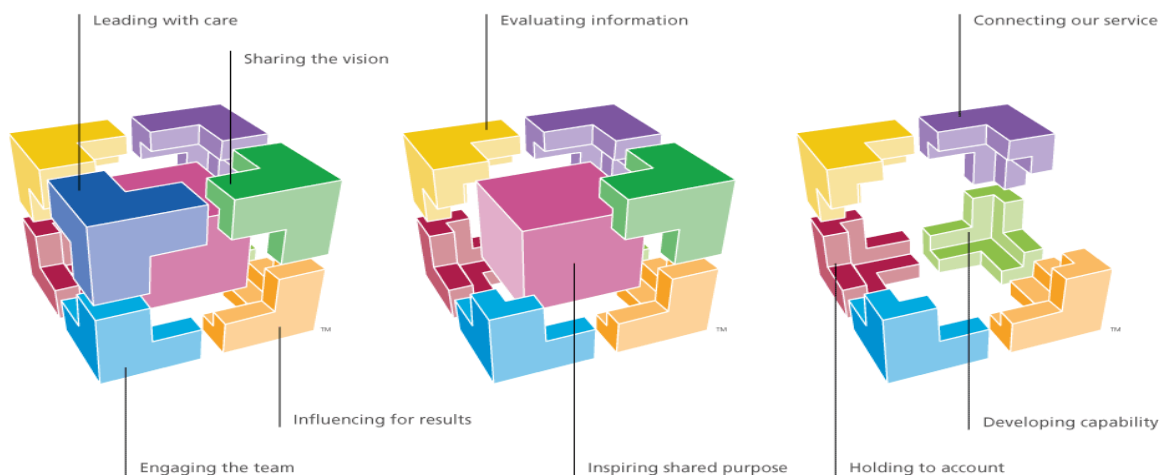 Leading with care
Evaluating information
Connecting our service
Sharing the vision
TM
TM
TM
Influencing for results
Developing capability
Engaging the team
Inspiring shared purpose
Holding to account